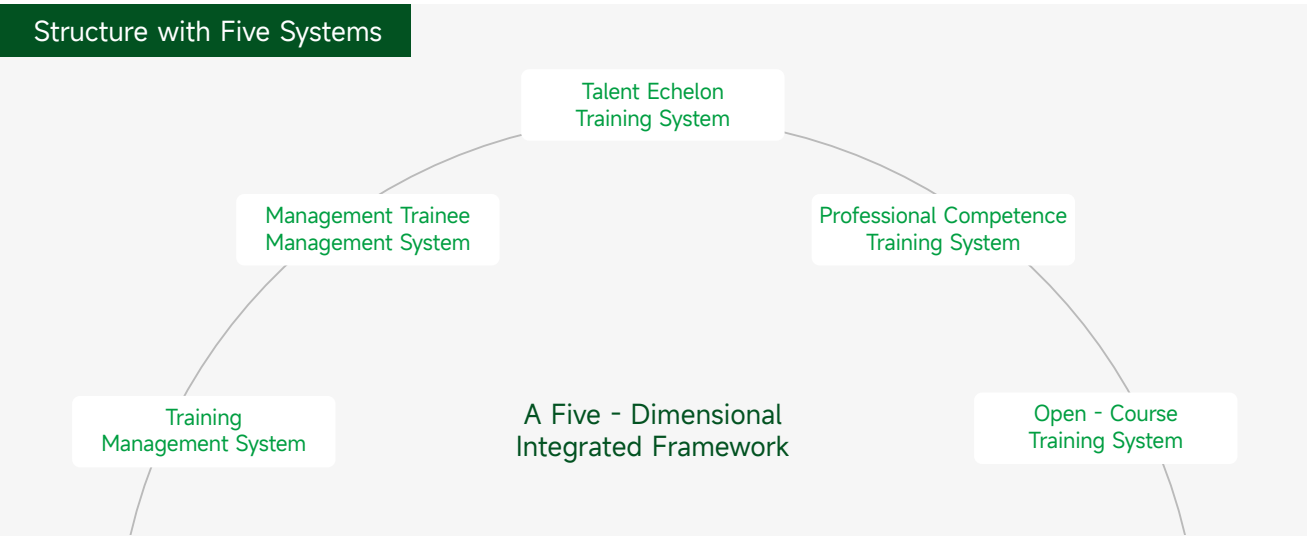 Structure with Five Systems
Talent Echelon
Training System
Management Trainee
Management System
Professional Competence
Training System
Training
Management System
A Five - Dimensional
Integrated Framework
Open - Course
Training System